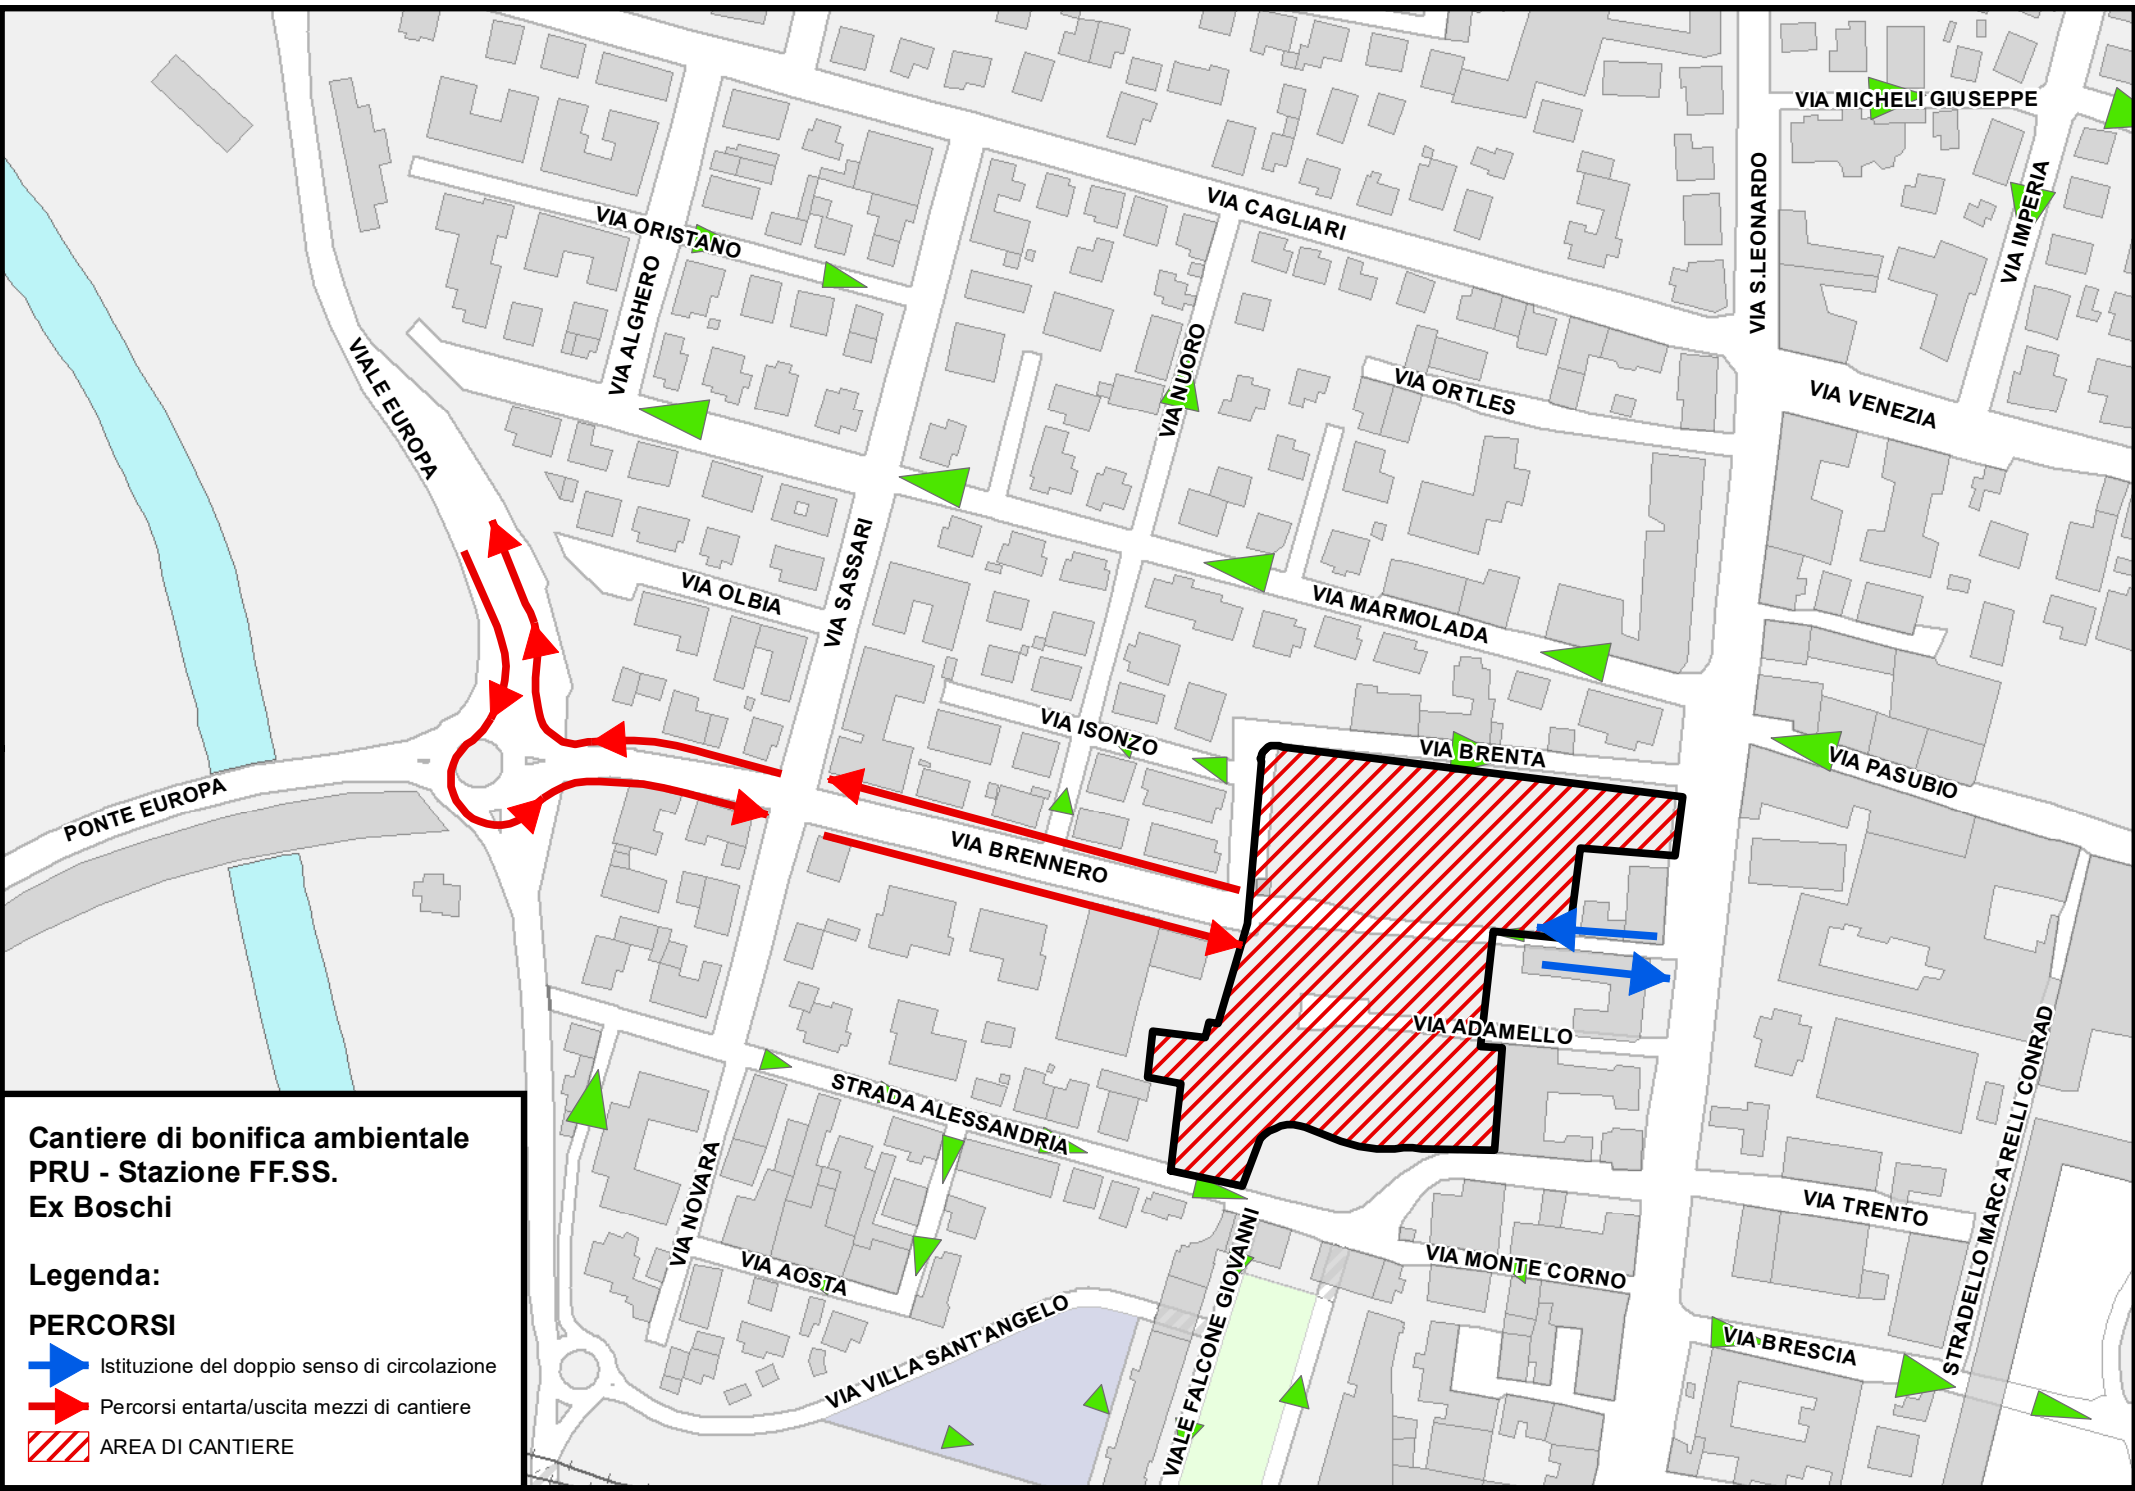 VIA MICHELI GIUSEPPE
VIA IMPERIA
VIA S.LEONARDO
VIA CAGLIARI
VIA ORISTANO
VIA ALGHERO
VIA NUORO
VIA ORTLES
VIA VENEZIA
VIALE EUROPA
VIA SASSARI
VIA OLBIA
VIA MARMOLADA
VIA ISONZO
VIA BRENTA
VIA PASUBIO
PONTE EUROPA
VIA BRENNERO
VIA ADAMELLO
STRADA ALESSANDRIA
STRADELLO MARCARELLI CONRAD
VIA NOVARA
VIA AOSTA
VIA TRENTO
VIA MONTE CORNO
VIALE FALCONE GIOVANNI
VIA VILLA SANT'ANGELO
VIA BRESCIA
Cantiere di bonifica ambientale
PRU - Stazione FF.SS.
Ex Boschi
Legenda:
PERCORSI
Istituzione del doppio senso di circolazione
Percorsi entarta/uscita mezzi di cantiere
AREA DI CANTIERE